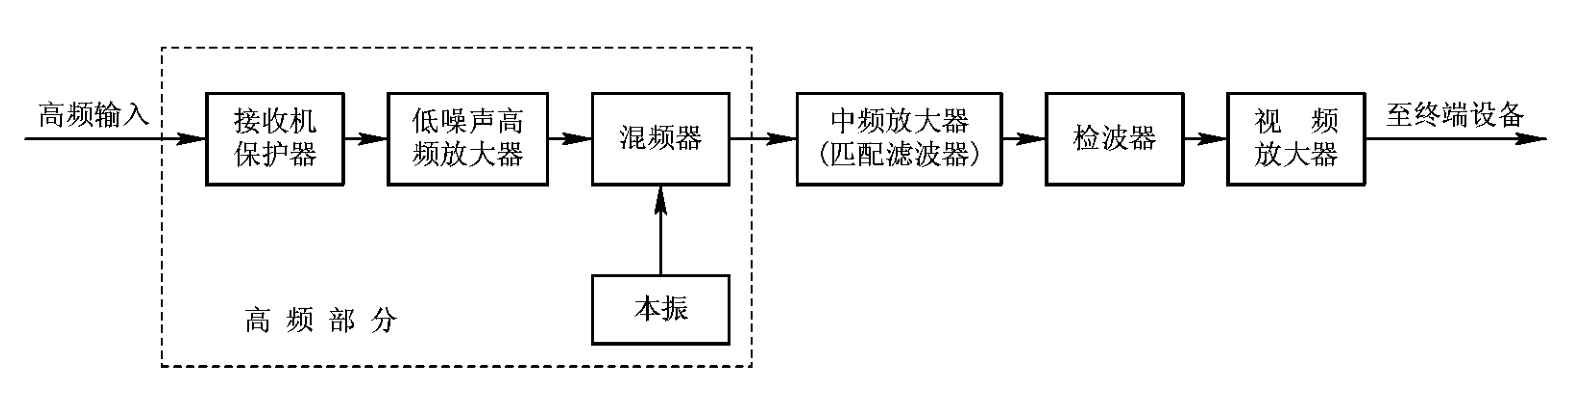 高频输入
接收机
保护器
低噪声高
频放大器
混频器
中频放大器
(匹配滤波器)
检波器
视 频
放大器
至终端设备
本振
高 频 部 分